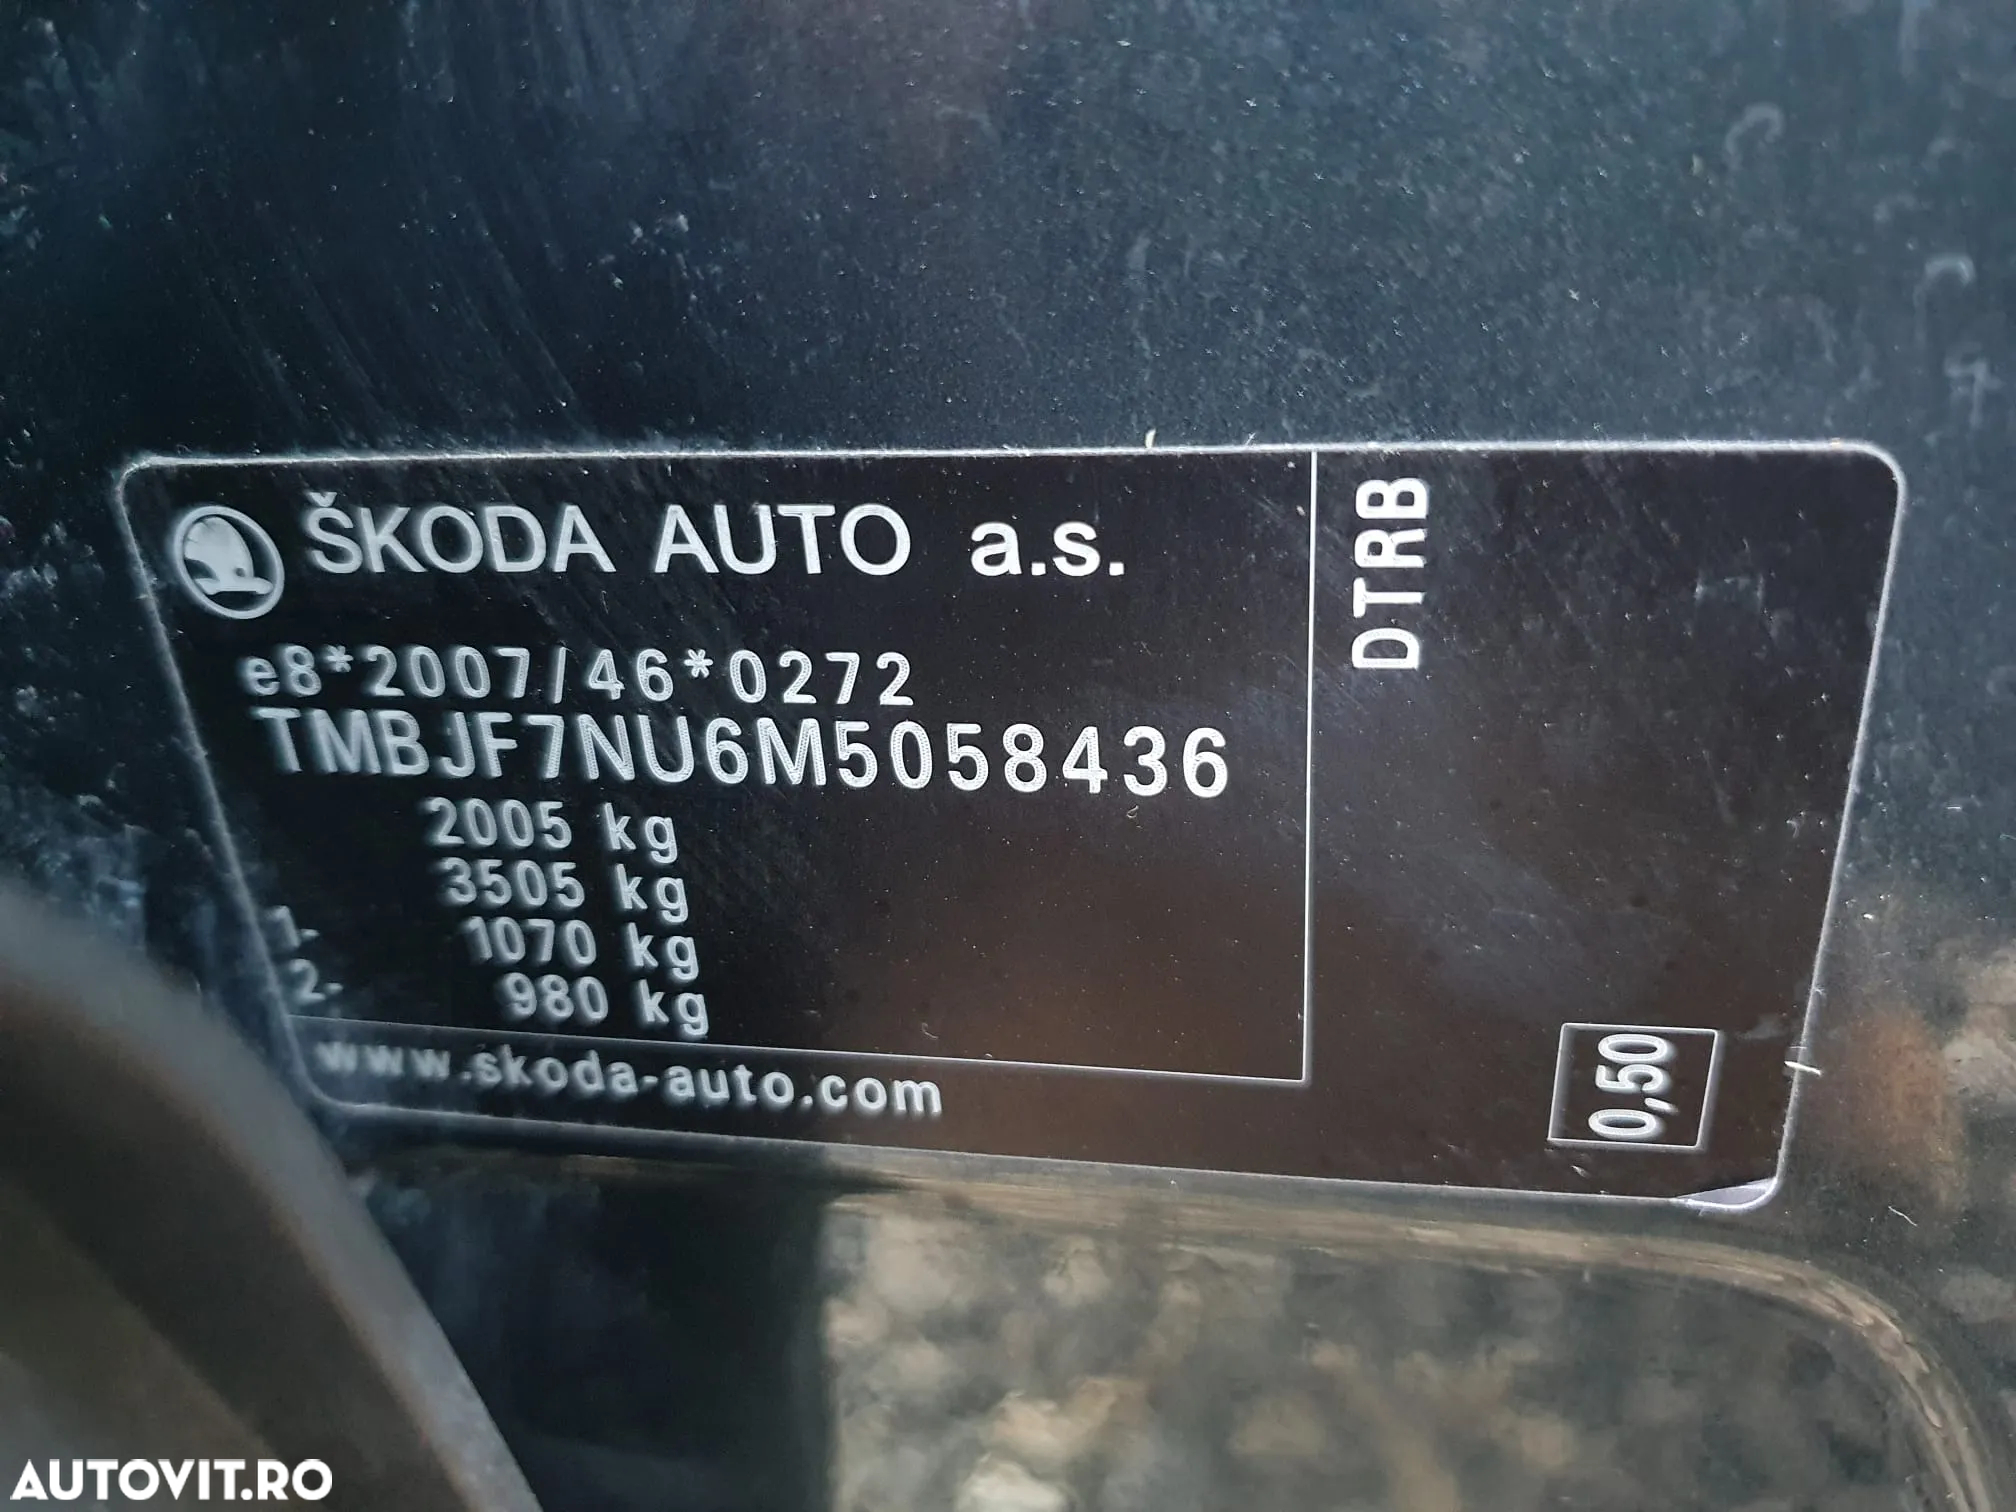 ŠKODA AUTO a.s.
e8*2007/46*0272
TMBJF7NU6M5058436
2005 kg
3505 kg
1- 1070 kg
2- 980 kg
www.skoda-auto.com
DTRB
0,50
AUTOVIT.RO